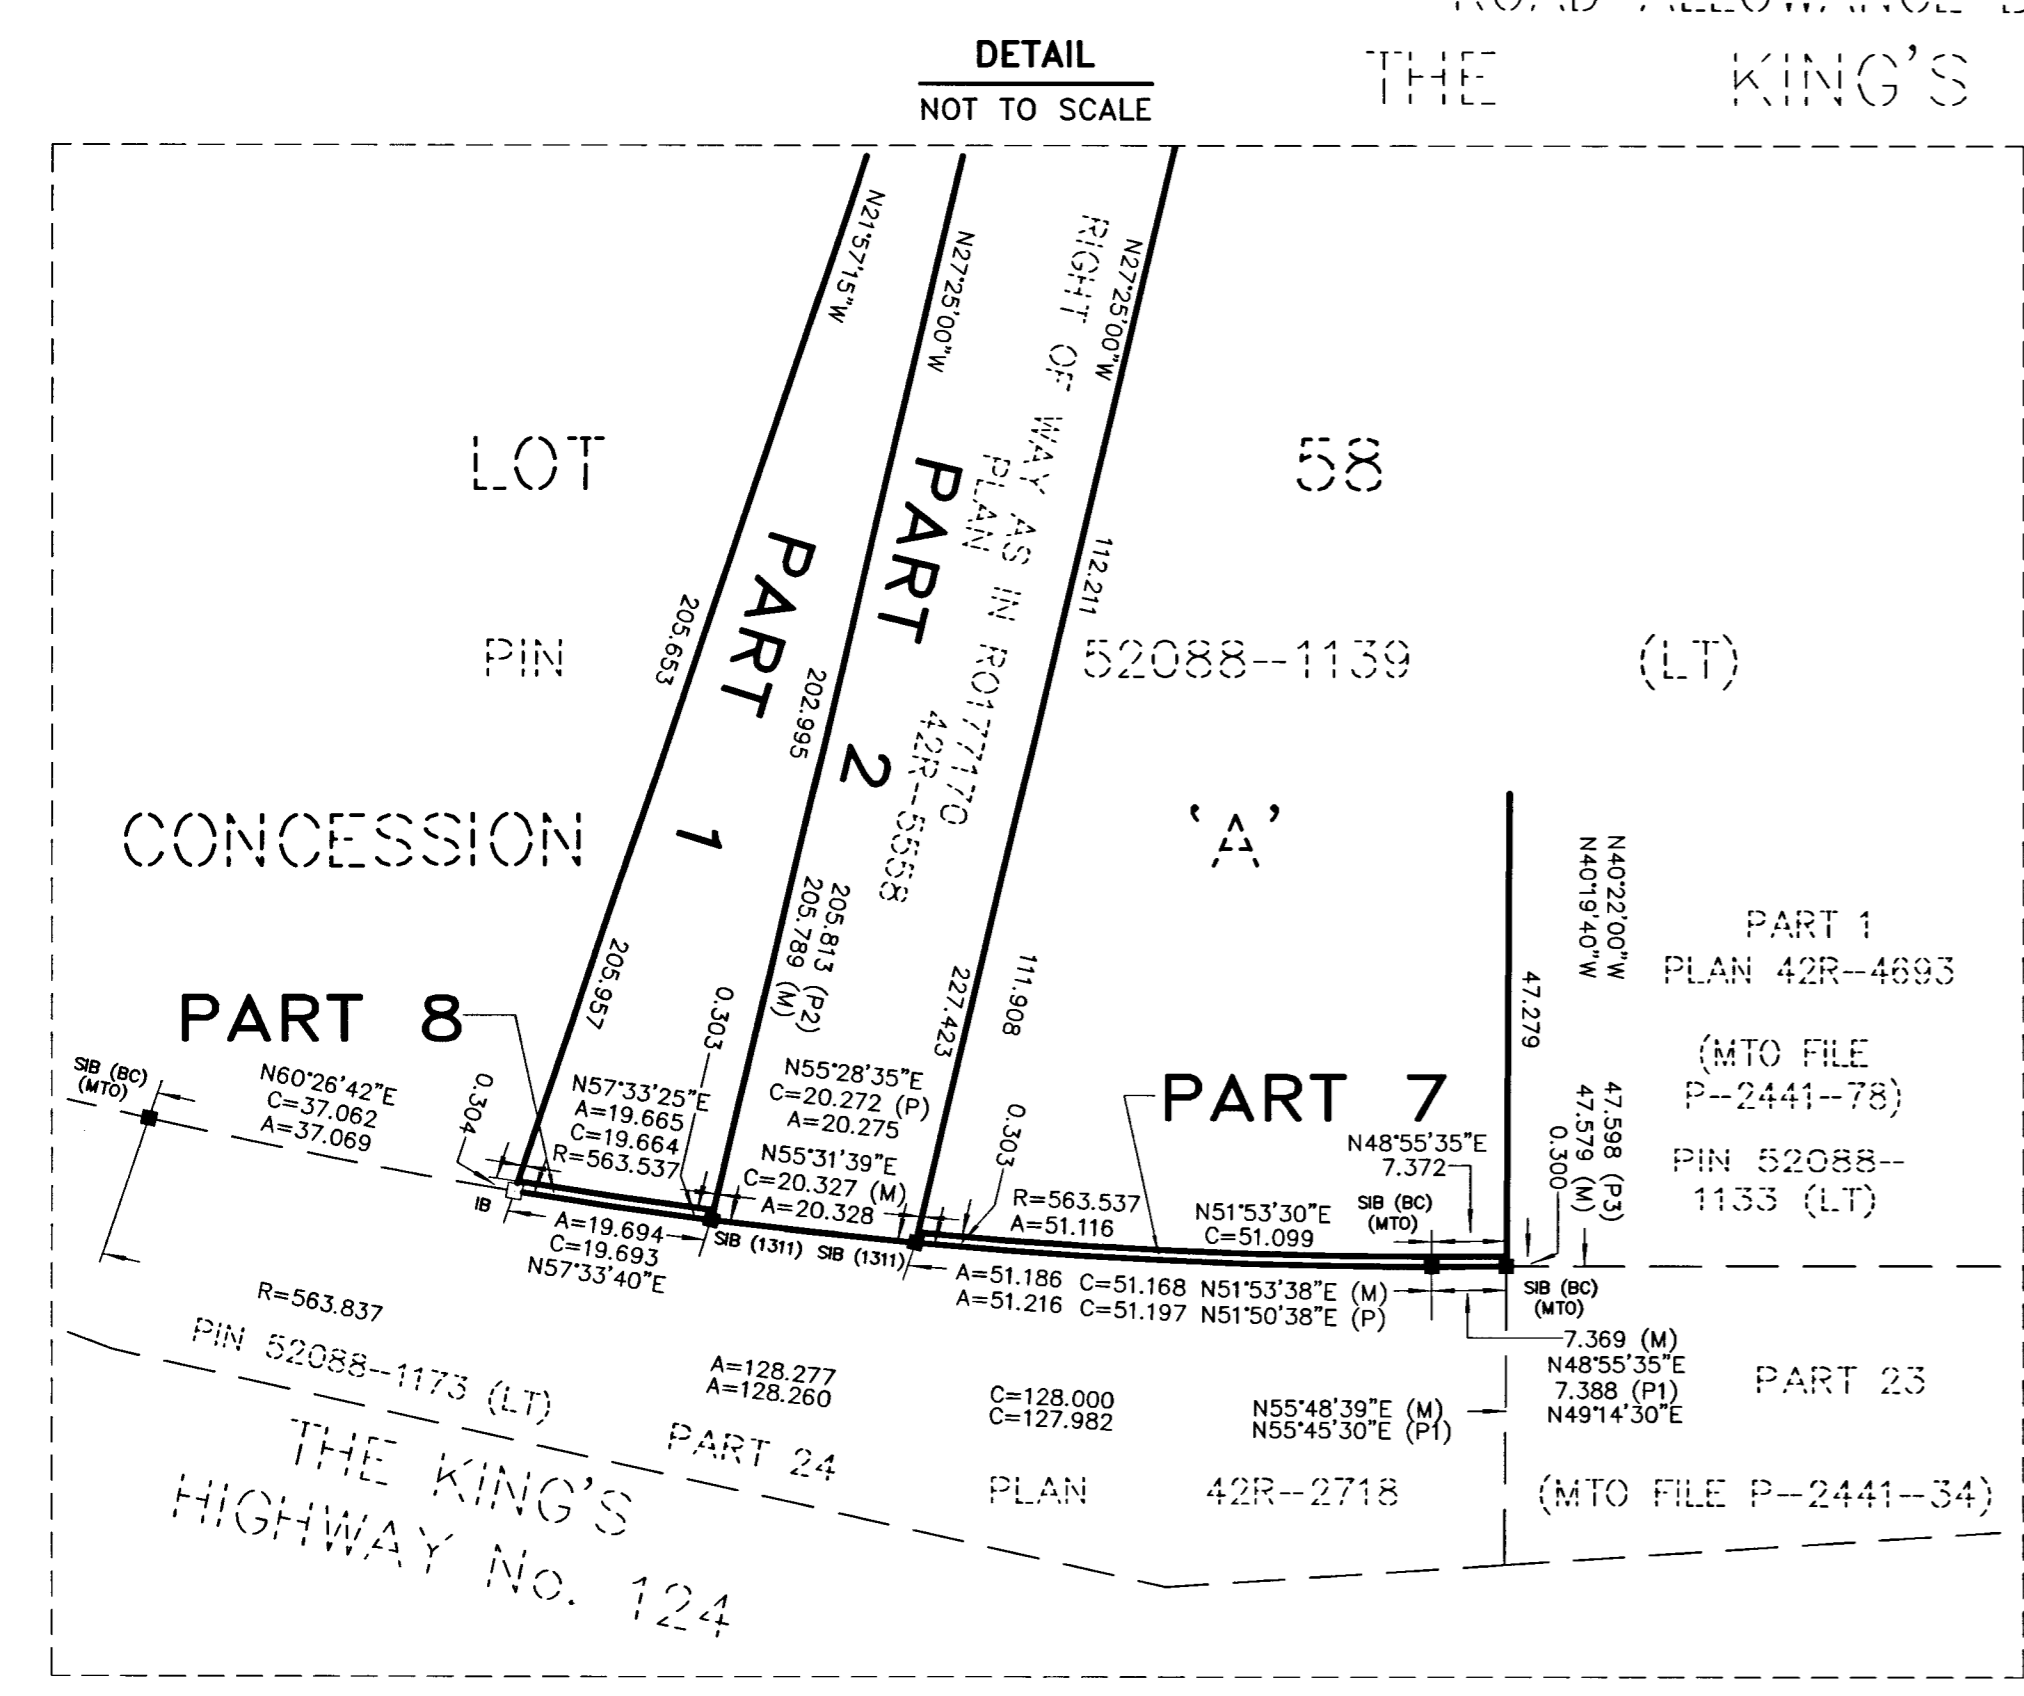 DETAIL
NOT TO SCALE
ROAD ALLOWANCE
THE KING'S
N21°57'15"W
N27°25'00"W
N27°25'00"W
RIGHT OF WAY AS IN RO177170
PLAN 42R-5558
LOT 58
PART 2
PART 1
112.211
205.653
202.995
PIN 52088--1139 (LT)
CONCESSION 'A'
N40°22'00"W
N40°19'40"W
205.813 (P2)
205.789 (M)
PART 1
PLAN 42R--4693
(MTO FILE
P--2441--78)
PIN 52088--
1133 (LT)
205.957
227.423
111.908
47.279
PART 8
0.303
SIB (BC)
(MTO)
N60°26'42"E
C=37.062
A=37.069
0.304
N57°33'25"E
A=19.665
C=19.664
R=563.537
N55°28'35"E
C=20.272 (P)
A=20.275
N55°31'39"E
C=20.327 (M)
A=20.328
0.303
PART 7
N48°55'35"E
7.372
47.598 (P3)
47.579 (M)
0.300
R=563.537
A=51.116
N51°53'30"E
C=51.099
SIB (BC)
(MTO)
IB
A=19.694
C=19.693
N57°33'40"E
SIB (1311)
SIB (1311)
A=51.186 C=51.168 N51°53'38"E (M)
A=51.216 C=51.197 N51°50'38"E (P)
SIB (BC)
(MTO)
7.369 (M)
N48°55'35"E
7.388 (P1)
N49°14'30"E
R=563.837
PIN 52088--1173 (LT)
A=128.277
A=128.260
C=128.000
C=127.982
N55°48'39"E (M)
N55°45'30"E (P1)
PART 23
THE KING'S
HIGHWAY No. 124
PART 24
PLAN 42R--2718
(MTO FILE P--2441--34)